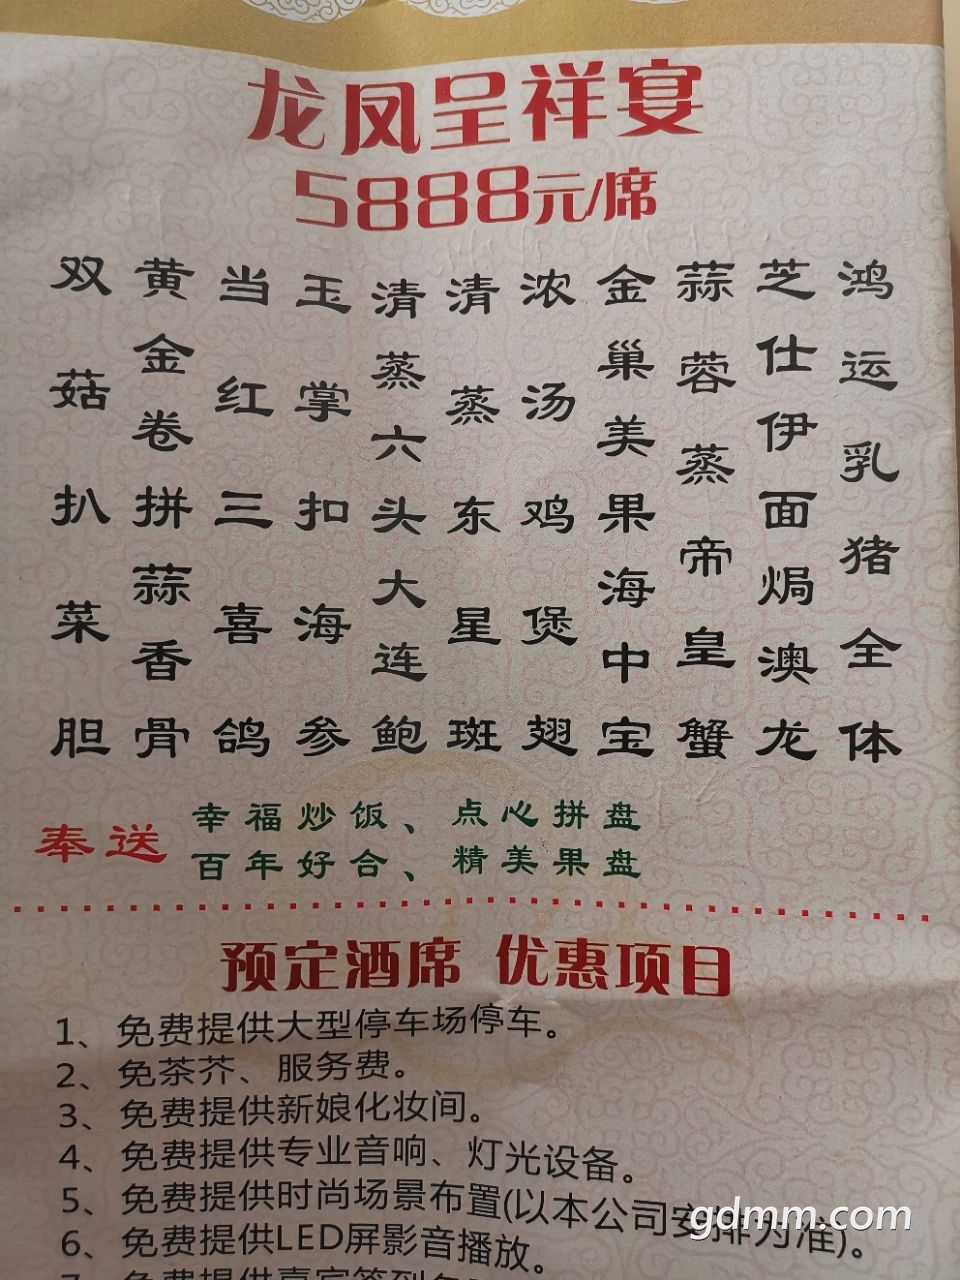 龙凤呈祥宴
5888元/席
鸿运乳猪全体
芝仕伊面焗澳龙
蒜蓉蒸帝皇蟹
金巢美果海中宝
浓汤鸡煲翅
清蒸东星斑
清蒸六头大连鲍
玉掌扣海参
当红三喜鸽
黄金卷拼蒜香骨
双菇扒菜胆
奉送
幸福炒饭、点心拼盘
百年好合、精美果盘
预定酒席 优惠项目
1、免费提供大型停车场停车。
2、免茶芥、服务费。
3、免费提供新娘化妆间。
4、免费提供专业音响、灯光设备。
5、免费提供时尚场景布置(以本公司安排为准)。
6、免费提供LED屏影音播放。
gdmm.com